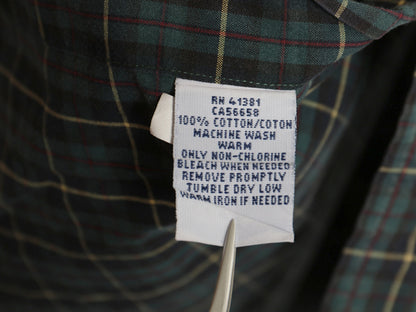 RN 41381
CA56658
100% COTTON/COTON
MACHINE WASH
WARM
ONLY NON-CHLORINE
BLEACH WHEN NEEDED
REMOVE PROMPTLY
TUMBLE DRY LOW
WARM IRON IF NEEDED